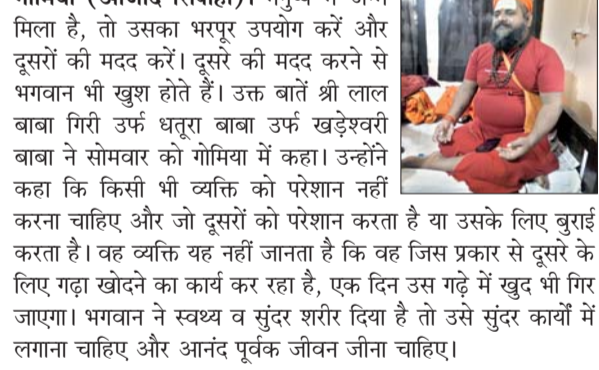 मिला है, तो उसका भरपूर उपयोग करें और
दूसरों की मदद करें। दूसरे की मदद करने से
भगवान भी खुश होते हैं। उक्त बातें श्री लाल
बाबा गिरी उर्फ धतूरा बाबा उर्फ खड़ेश्वरी
बाबा ने सोमवार को गोमिया में कहा। उन्होंने
कहा कि किसी भी व्यक्ति को परेशान नहीं
करना चाहिए और जो दूसरों को परेशान करता है या उसके लिए बुराई
करता है। वह व्यक्ति यह नहीं जानता है कि वह जिस प्रकार से दूसरे के
लिए गढ़ा खोदने का कार्य कर रहा है, एक दिन उस गढ़े में खुद भी गिर
जाएगा। भगवान ने स्वथ्य व सुंदर शरीर दिया है तो उसे सुंदर कार्यों में
लगाना चाहिए और आनंद पूर्वक जीवन जीना चाहिए।